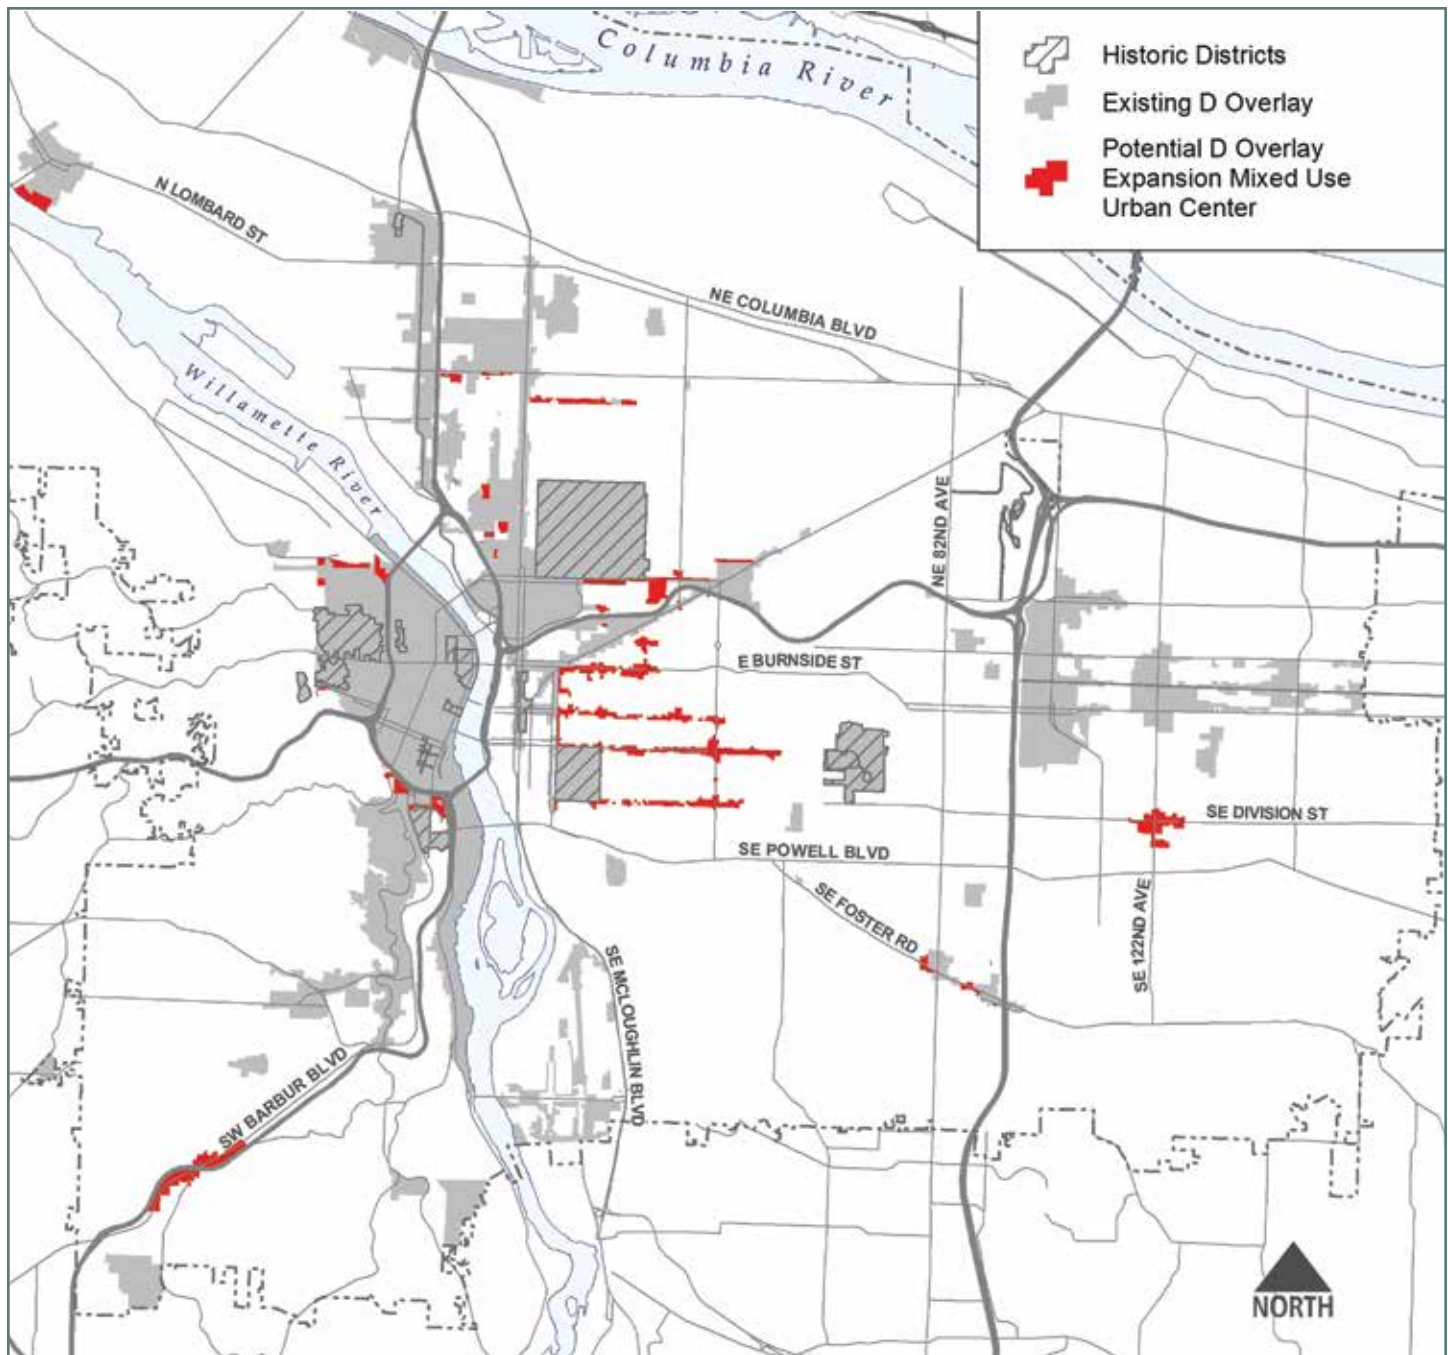 Columbia River
Historic Districts
Existing D Overlay
Potential D Overlay
Expansion Mixed Use
Urban Center
N LOMBARD ST
NE COLUMBIA BLVD
Willamette River
NE 82ND AVE
E BURNSIDE ST
SE DIVISION ST
SE POWELL BLVD
SE FOSTER RD
SE 122ND AVE
SE MCLOUGHLIN BLVD
SW BARBUR BLVD
NORTH